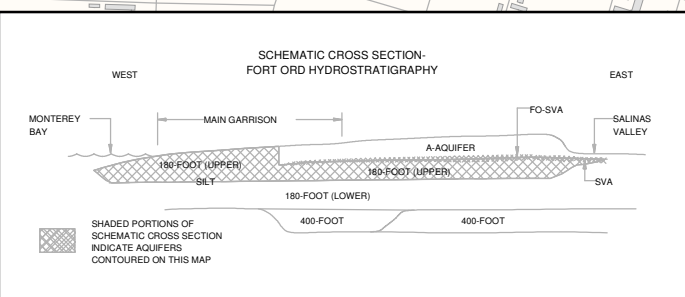 SCHEMATIC CROSS SECTION-
FORT ORD HYDROSTRATIGRAPHY
WEST
EAST
MONTEREY
BAY
MAIN GARRISON
FO-SVA
SALINAS
VALLEY
A-AQUIFER
180-FOOT (UPPER)
180-FOOT (UPPER)
SILT
SVA
180-FOOT (LOWER)
400-FOOT
400-FOOT
SHADED PORTIONS OF
SCHEMATIC CROSS SECTION
INDICATE AQUIFERS
CONTOURED ON THIS MAP